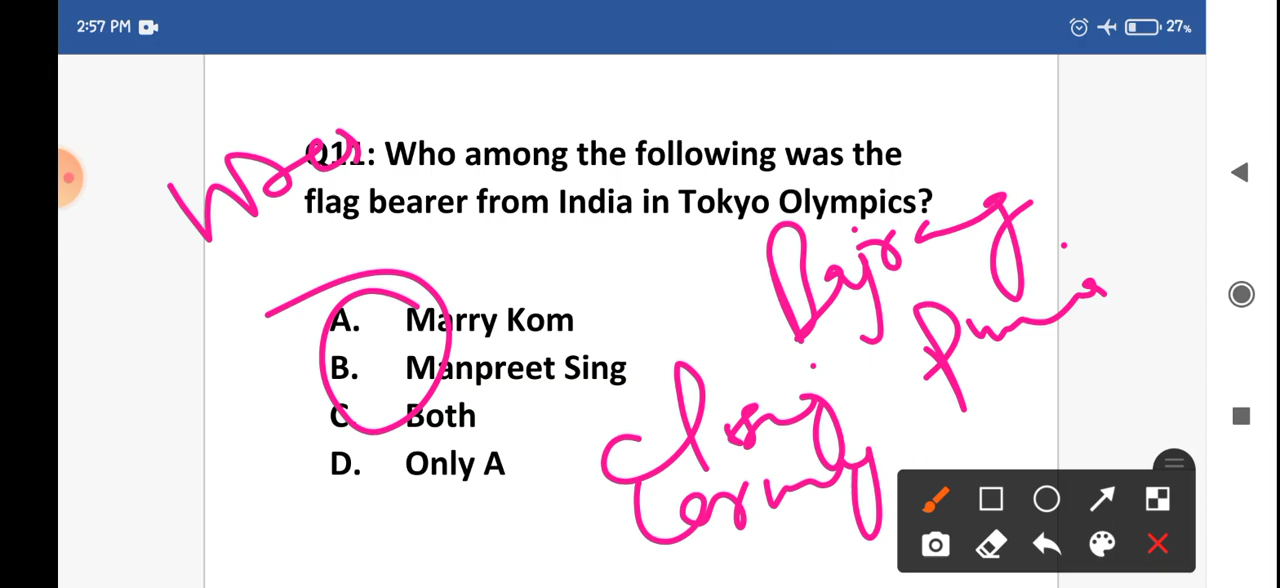 2:57 PM
27%
Q11: Who among the following was the
flag bearer from India in Tokyo Olympics?
A. Marry Kom
B. Manpreet Sing
C Both
D. Only A
Bajrang
Punia
Closing